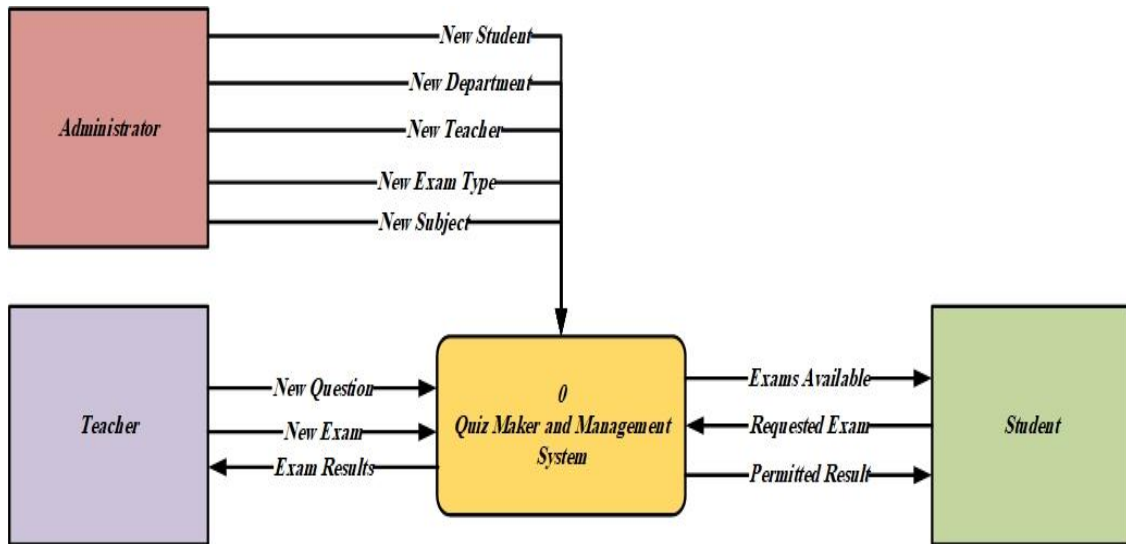 New Student
New Department
Administrator
New Teacher
New Exam Type
New Subject
New Question
New Exam
Exam Results
Teacher
0
Quiz Maker and Management
System
Exams Available
Requested Exam
Permitted Result
Student